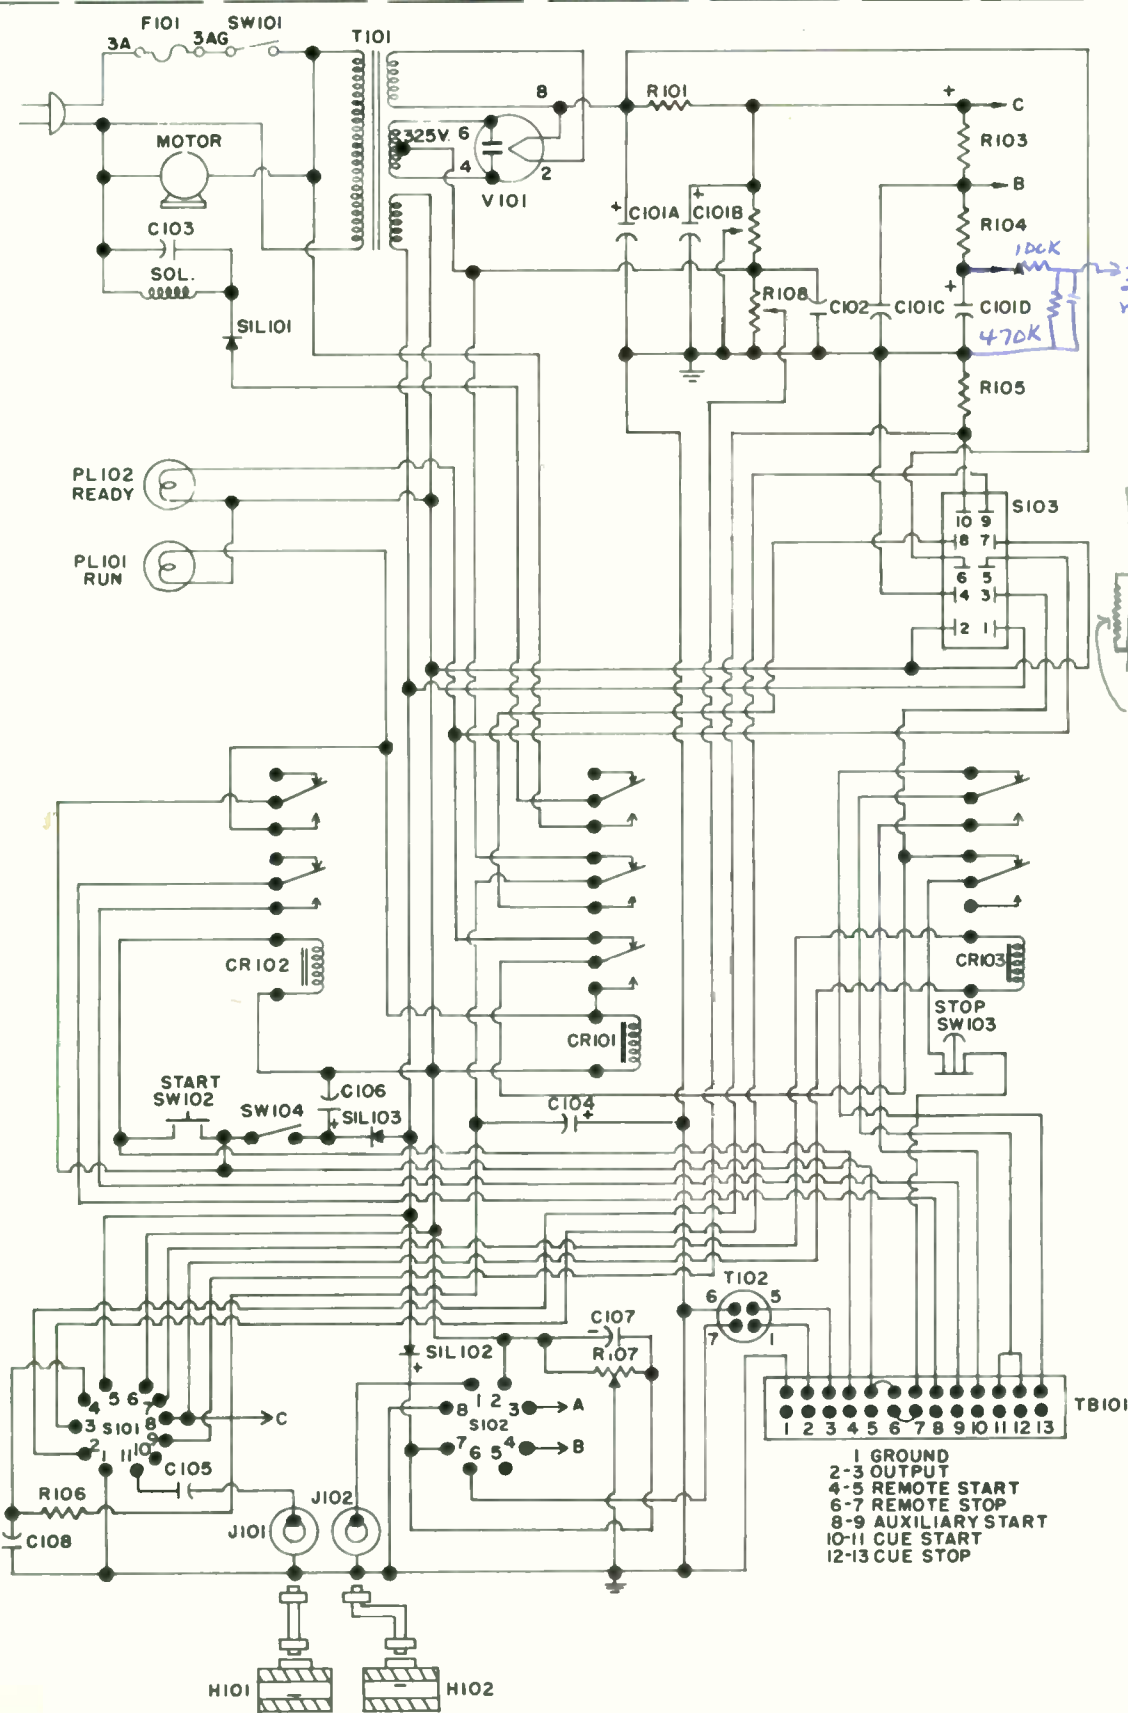 F101
SW101
3A
3AG
T101
8
R101
+
C
MOTOR
325V.
6
4
2
V101
R103
B
C103
SOL.
+
C101A
+
C101B
R104
100K
SIL101
R108
C102
C101C
+
C101D
470K
R105
PL102
READY
S103
10 9
8 7
PL101
RUN
6 5
4 3
2 1
CR102
CR103
CR101
STOP
SW103
START
SW102
SW104
C106
+
SIL103
C104
+
T102
6
5
7
1
SIL102
+
C107
-
R107
5 6
7
4
3
S101
8
C
2
1
11
10
9
C105
1 2
8
3
A
S102
7
6
5
4
B
R106
C108
J101
J102
TB101
1 2 3 4 5 6 7 8 9 10 11 12 13
1 GROUND
2-3 OUTPUT
4-5 REMOTE START
6-7 REMOTE STOP
8-9 AUXILIARY START
10-11 CUE START
12-13 CUE STOP
H101
H102